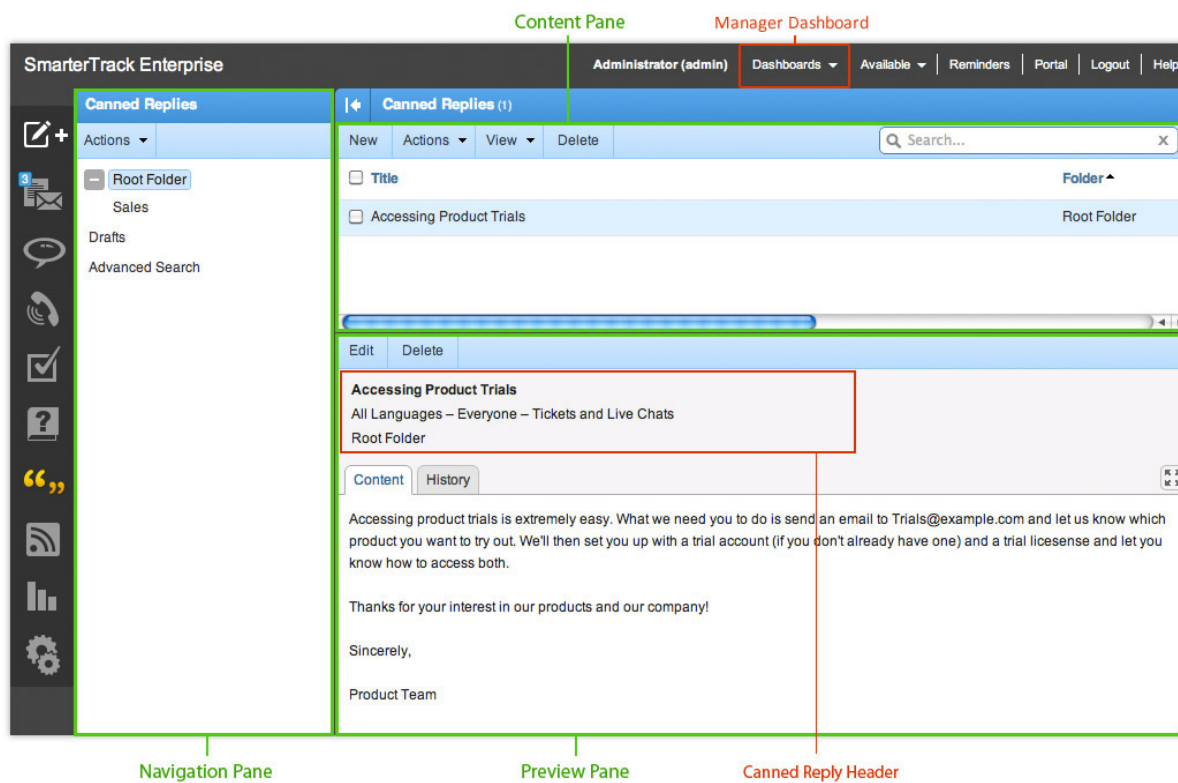 Content Pane
Manager Dashboard
SmarterTrack Enterprise
Administrator (admin) Dashboards Available Reminders Portal Logout Help
Canned Replies
Canned Replies (1)
Actions
New Actions View Delete
Search... X
Title Folder
Root Folder
Sales
Drafts
Advanced Search
3
Accessing Product Trials Root Folder
Edit Delete
Accessing Product Trials
All Languages – Everyone – Tickets and Live Chats
Root Folder
Content History
Accessing product trials is extremely easy. What we need you to do is send an email to Trials@example.com and let us know which
product you want to try out. We'll then set you up with a trial account (if you don't already have one) and a trial licesense and let you
know how to access both.
Thanks for your interest in our products and our company!
Sincerely,
Product Team
Navigation Pane
Preview Pane
Canned Reply Header